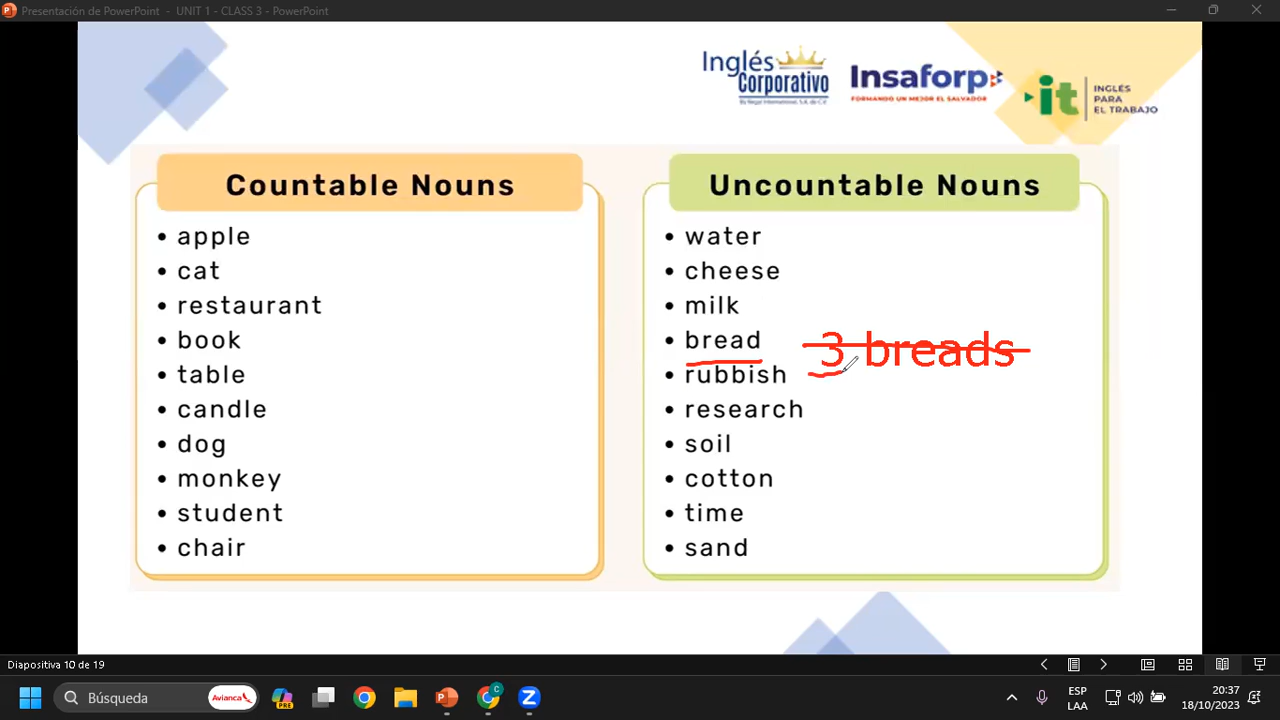 Presentación de PowerPoint - UNIT 1 - CLASS 3 - PowerPoint
Inglés
Corporativo
Insaforp
FORMANDO UN MEJOR EL SALVADOR
it
INGLÉS
PARA
EL TRABAJO
Countable Nouns
• apple
• cat
• restaurant
• book
• table
• candle
• dog
• monkey
• student
• chair
Uncountable Nouns
• water
• cheese
• milk
• bread
3 breads
• rubbish
• research
• soil
• cotton
• time
• sand
Diapositiva 10 de 19
Búsqueda
Avianca
PRE
C
Z
ESP
LAA
20:37
18/10/2023